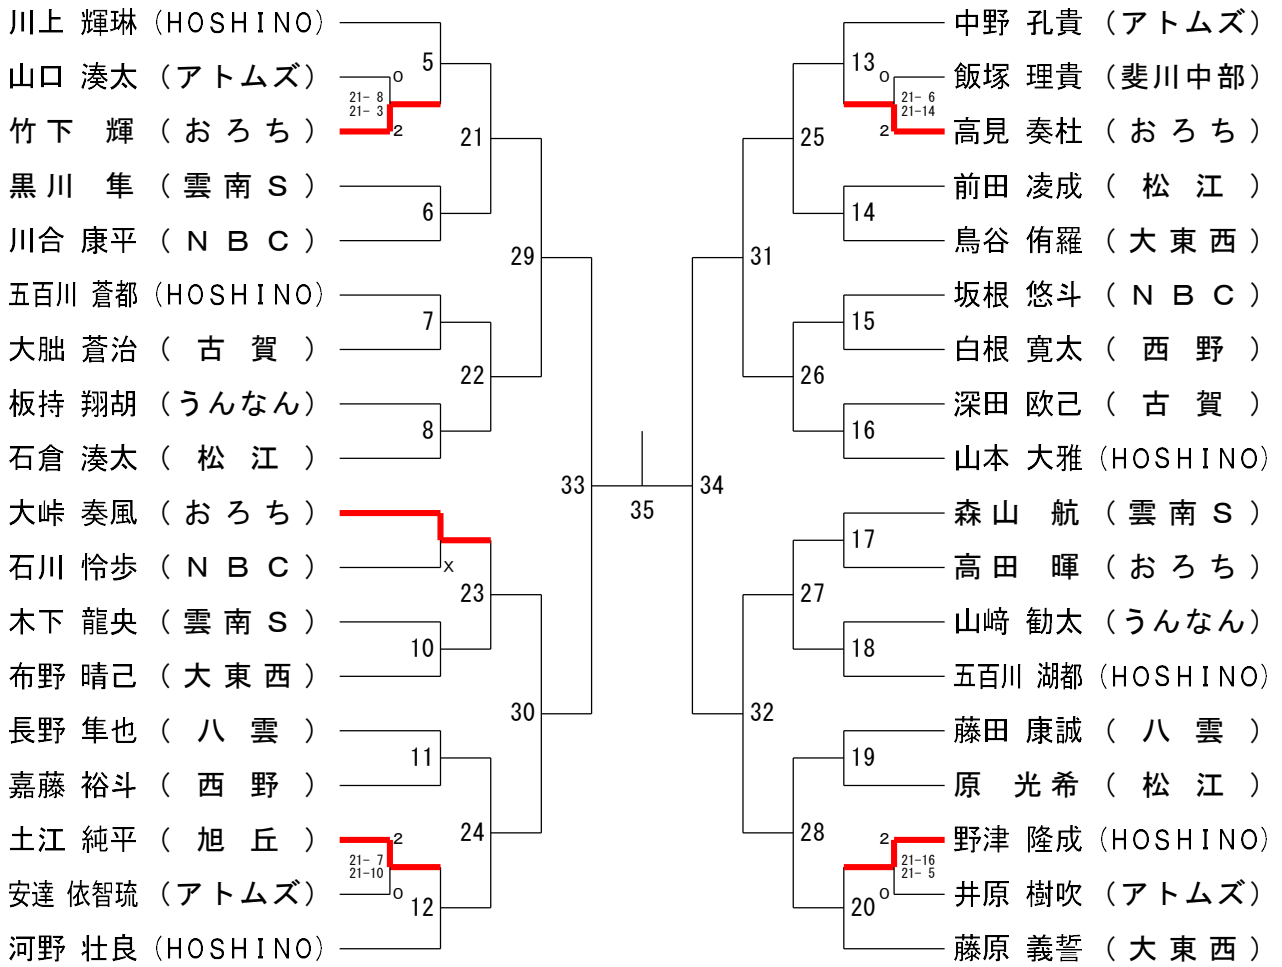 川上 輝琳 (HOSHINO)
山口 湊太 (アトムズ)
竹下 輝 (おろち)
黒川 隼 (雲南S)
川合 康平 (NBC)
五百川 蒼都 (HOSHINO)
大朏 蒼治 (古賀)
板持 翔胡 (うんなん)
石倉 湊太 (松江)
大峠 奏風 (おろち)
石川 怜歩 (NBC)
木下 龍央 (雲南S)
布野 晴己 (大東西)
長野 隼也 (八雲)
嘉藤 裕斗 (西野)
土江 純平 (旭丘)
安達 依智琉 (アトムズ)
河野 壮良 (HOSHINO)
0
21- 8
21- 3
2
x
2
21- 7
21-10
0
5
6
7
8
10
11
12
21
22
23
24
29
30
33
35
34
31
32
25
26
27
28
13
14
15
16
17
18
19
20
0
21- 6
21-14
2
2
21-16
21- 5
0
中野 孔貴 (アトムズ)
飯塚 理貴 (斐川中部)
高見 奏杜 (おろち)
前田 凌成 (松江)
鳥谷 侑羅 (大東西)
坂根 悠斗 (NBC)
白根 寛太 (西野)
深田 欧己 (古賀)
山本 大雅 (HOSHINO)
森山 航 (雲南S)
高田 暉 (おろち)
山﨑 勧太 (うんなん)
五百川 湖都 (HOSHINO)
藤田 康誠 (八雲)
原 光希 (松江)
野津 隆成 (HOSHINO)
井原 樹吹 (アトムズ)
藤原 義誓 (大東西)